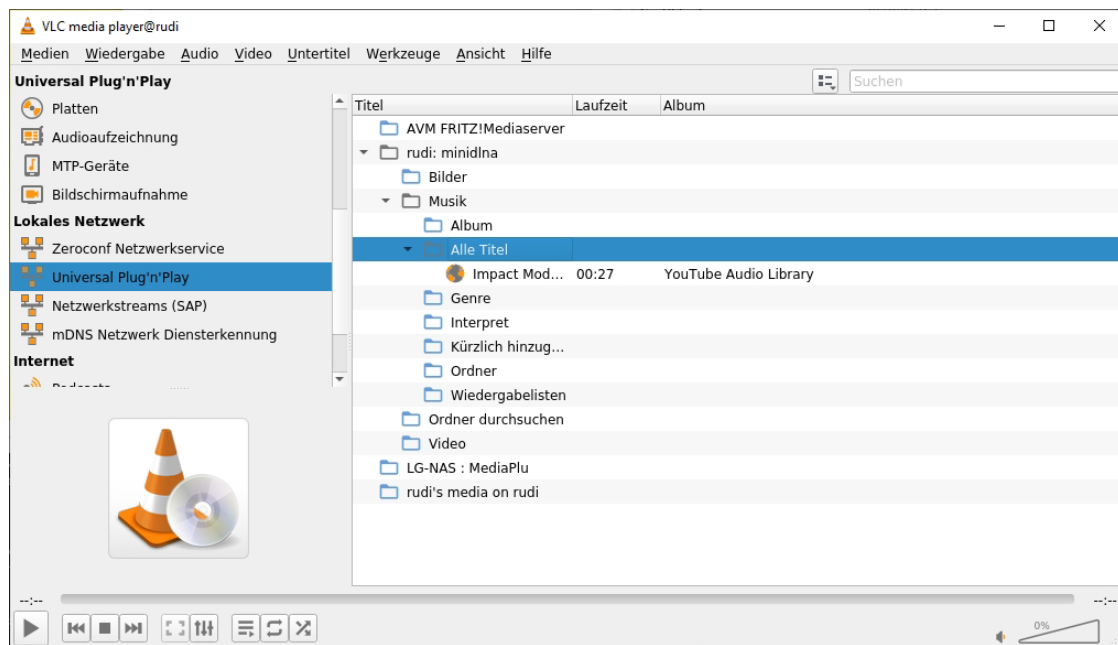 VLC media player@rudi
Medien Wiedergabe Audio Video Untertitel Werkzeuge Ansicht Hilfe
Universal Plug'n'Play
Suchen
Platten
Audioaufzeichnung
MTP-Geräte
Bildschirmaufnahme
Lokales Netzwerk
Zeroconf Netzwerkservice
Universal Plug'n'Play
Netzwerkstreams (SAP)
mDNS Netzwerk Diensterkennung
Internet
Titel Laufzeit Album
AVM FRITZ!Mediaserver
rudi: minidlna
Bilder
Musik
Album
Alle Titel
Impact Mod... 00:27 YouTube Audio Library
Genre
Interpret
Kürzlich hinzug...
Ordner
Wiedergabelisten
Ordner durchsuchen
Video
LG-NAS : MediaPlu
rudi's media on rudi
--:-- --:--
0%